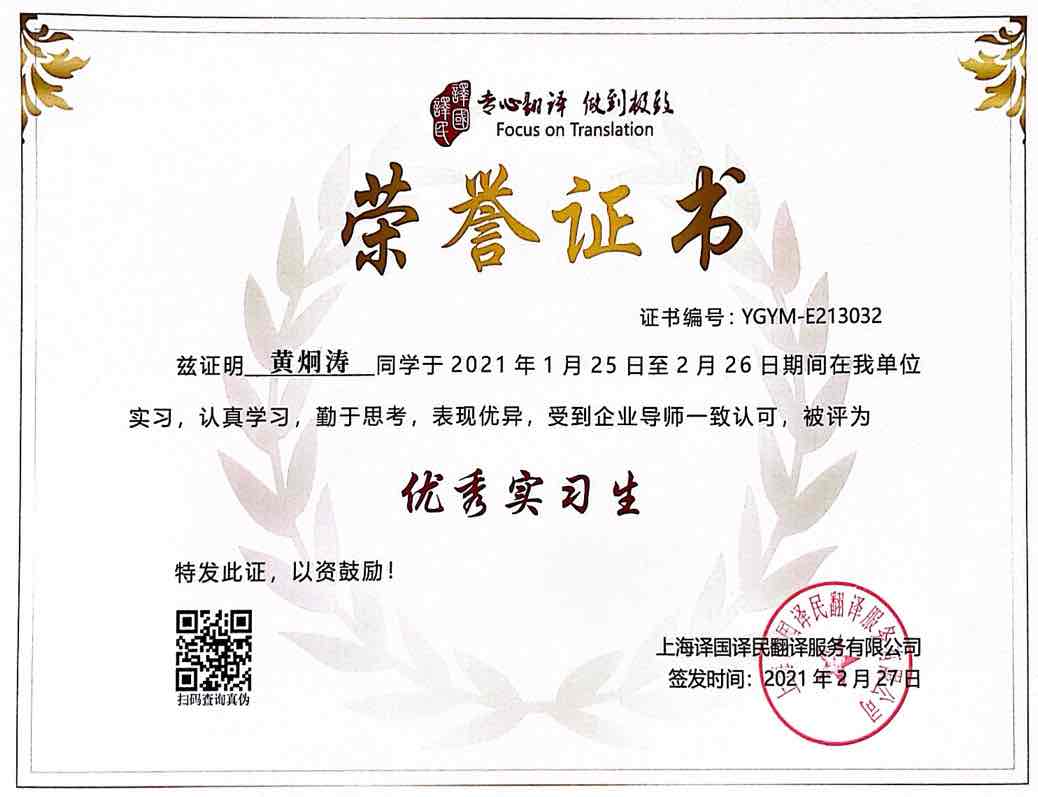 譯國
譯民
专心翻译 做到极致
Focus on Translation
荣誉证书
证书编号：YGYM-E213032
兹证明 黄炯涛 同学于 2021 年 1 月 25 日至 2 月 26 日期间在我单位
实习，认真学习，勤于思考，表现优异，受到企业导师一致认可，被评为
优秀实习生
特发此证，以资鼓励！
扫码查询真伪
上海译国译民翻译服务有限公司
签发时间：2021 年 2 月 27 日
上海译国译民翻译服务有限公司